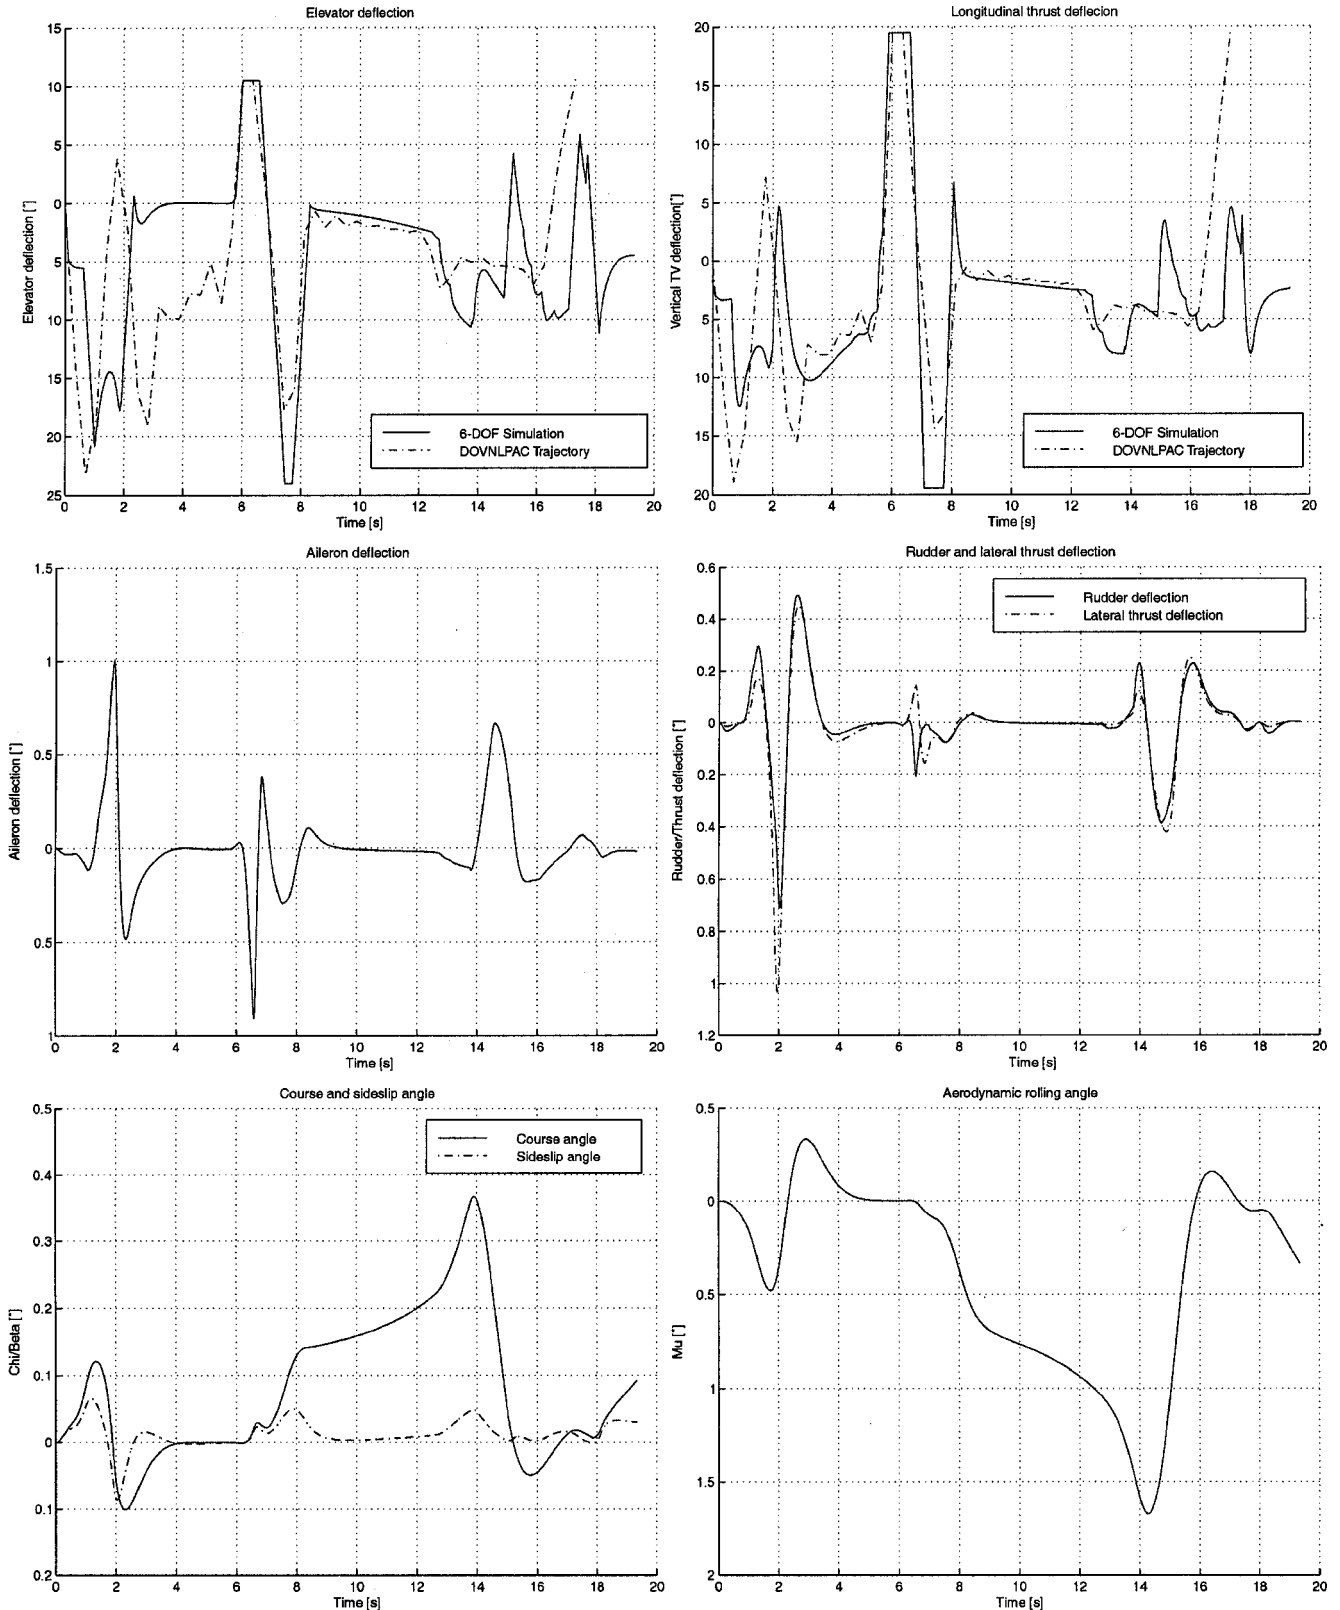 Elevator deflection
15
10
5
0
5
10
15
20
25
Elevator deflection [°]
6-DOF Simulation
DOVNLPAC Trajectory
0 2 4 6 8 10 12 14 16 18 20
Time [s]
Longitudinal thrust deflecion
20
15
10
5
0
5
10
15
20
Vertical TV deflection[°]
6-DOF Simulation
DOVNLPAC Trajectory
0 2 4 6 8 10 12 14 16 18 20
Time [s]
Aileron deflection
1.5
1
0.5
0
0.5
1
Aileron deflection [°]
0 2 4 6 8 10 12 14 16 18 20
Time [s]
Rudder and lateral thrust deflection
0.6
0.4
0.2
0
0.2
0.4
0.6
0.8
1
1.2
Rudder/Thrust deflection [°]
Rudder deflection
Lateral thrust deflection
0 2 4 6 8 10 12 14 16 18 20
Time [s]
Course and sideslip angle
0.5
0.4
0.3
0.2
0.1
0
0.1
0.2
Chi/Beta [°]
Course angle
Sideslip angle
0 2 4 6 8 10 12 14 16 18 20
Time [s]
Aerodynamic rolling angle
0.5
0
0.5
1
1.5
2
Mu [°]
0 2 4 6 8 10 12 14 16 18 20
Time [s]